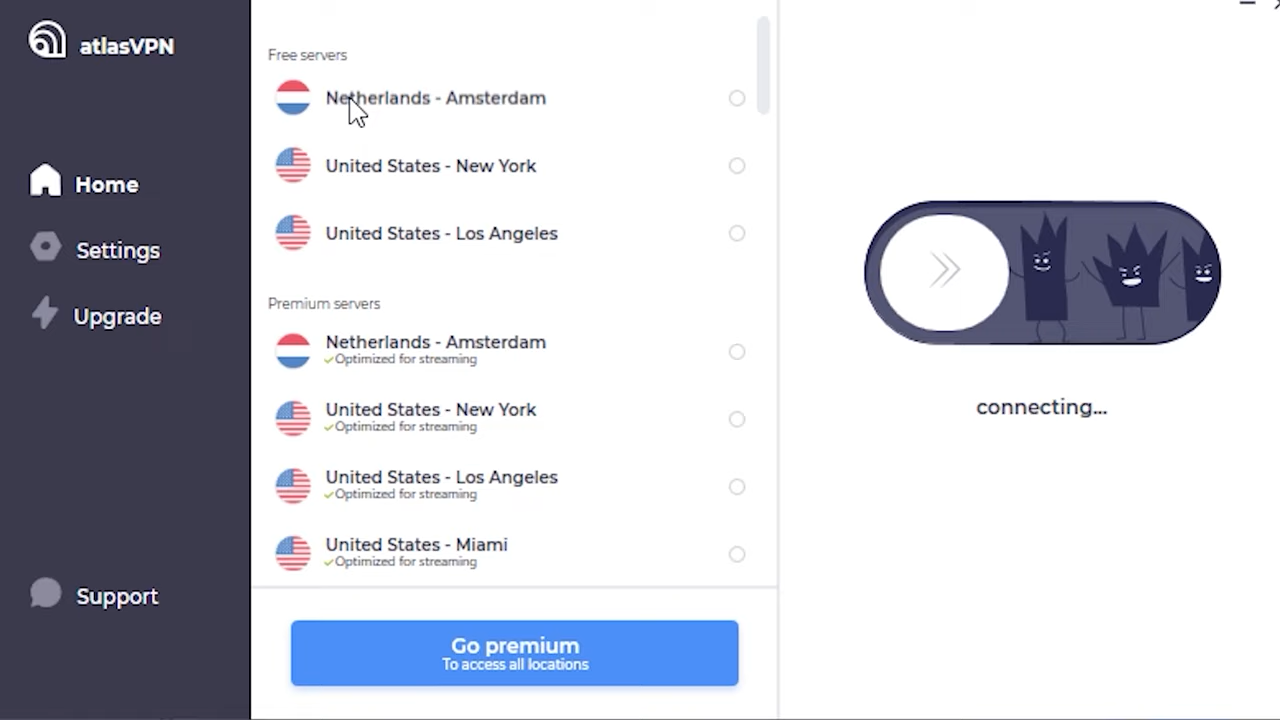 atlasVPN
Home
Settings
Upgrade
Support
Free servers
Netherlands - Amsterdam
United States - New York
United States - Los Angeles
Premium servers
Netherlands - Amsterdam
Optimized for streaming
United States - New York
Optimized for streaming
United States - Los Angeles
Optimized for streaming
United States - Miami
Optimized for streaming
Go premium
To access all locations
connecting...